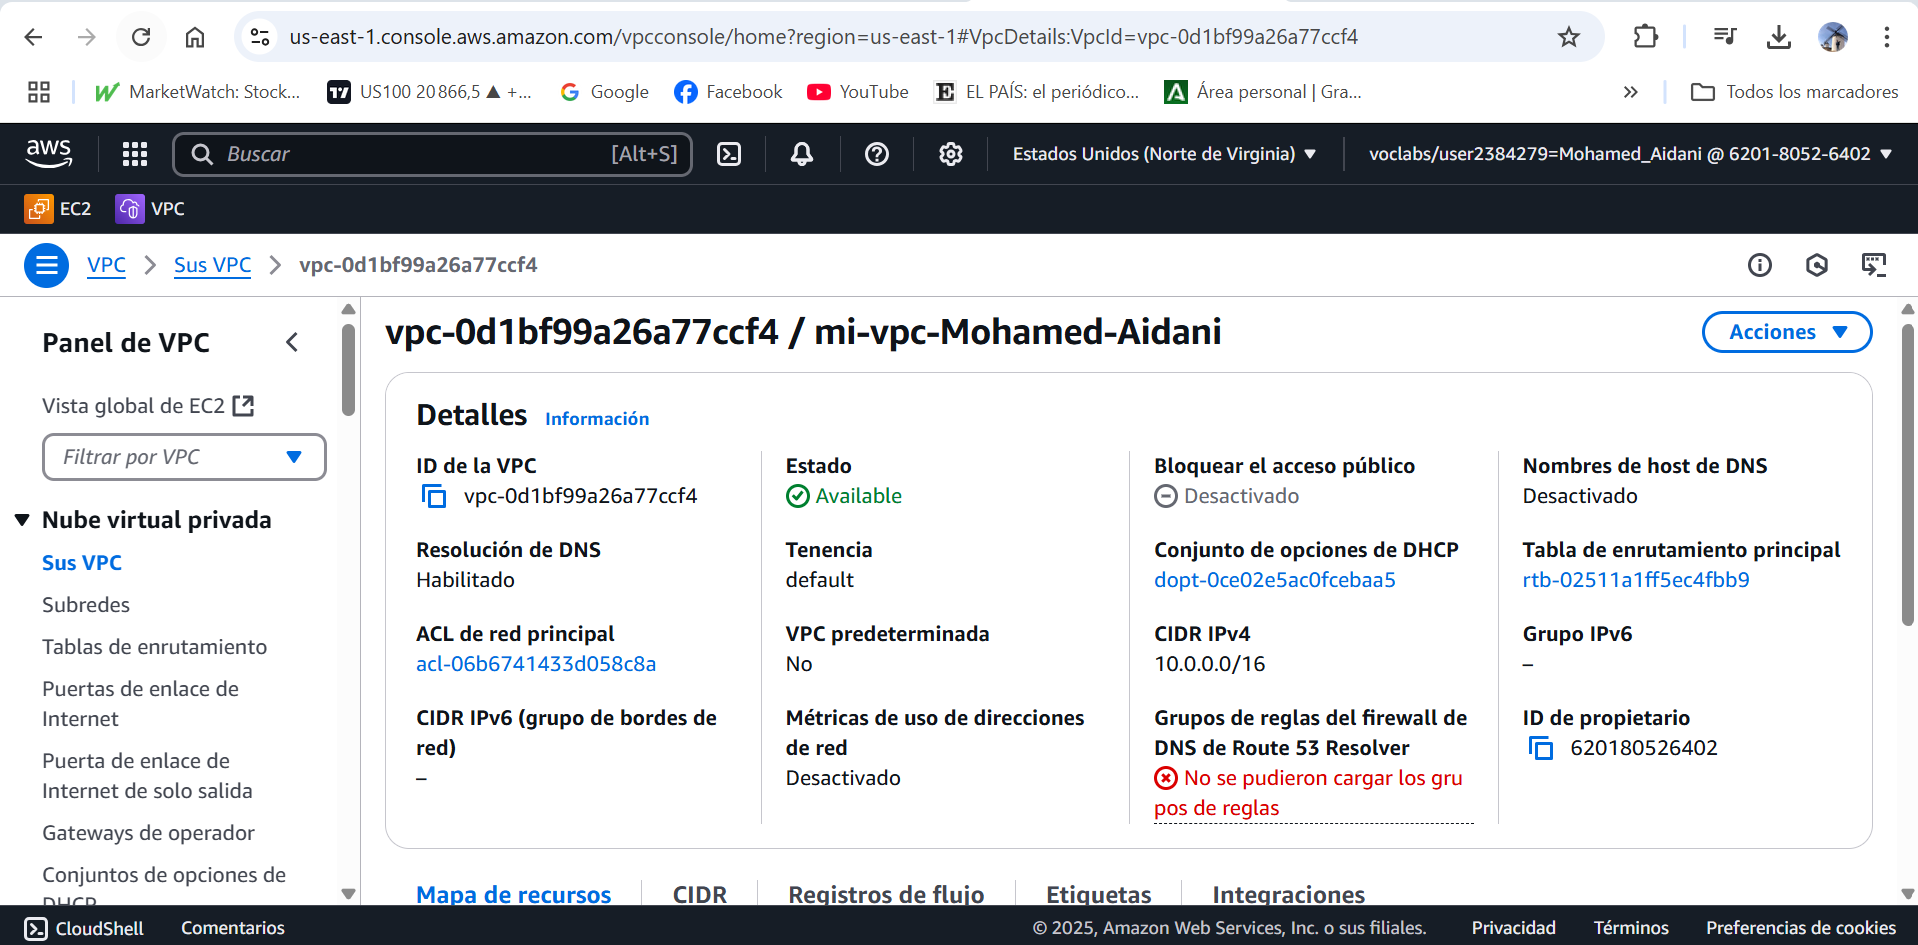 us-east-1.console.aws.amazon.com/vpcconsole/home?region=us-east-1#VpcDetails:VpcId=vpc-0d1bf99a26a77ccf4
MarketWatch: Stock...
US100 20 866,5 ▲ +...
Google
Facebook
YouTube
EL PAÍS: el periódico...
Área personal | Gra...
Todos los marcadores
aws
Buscar
[Alt+S]
Estados Unidos (Norte de Virginia)
voclabs/user2384279=Mohamed_Aidani @ 6201-8052-6402
EC2
VPC
VPC
Sus VPC
vpc-0d1bf99a26a77ccf4
Panel de VPC
Vista global de EC2
Filtrar por VPC
Nube virtual privada
Sus VPC
Subredes
Tablas de enrutamiento
Puertas de enlace de
Internet
Puerta de enlace de
Internet de solo salida
Gateways de operador
Conjuntos de opciones de
DHCP
vpc-0d1bf99a26a77ccf4 / mi-vpc-Mohamed-Aidani
Acciones
Detalles
Información
ID de la VPC
vpc-0d1bf99a26a77ccf4
Estado
Available
Bloquear el acceso público
Desactivado
Nombres de host de DNS
Desactivado
Resolución de DNS
Habilitado
Tenencia
default
Conjunto de opciones de DHCP
dopt-0ce02e5ac0fcebaa5
Tabla de enrutamiento principal
rtb-02511a1ff5ec4fbb9
ACL de red principal
acl-06b6741433d058c8a
VPC predeterminada
No
CIDR IPv4
10.0.0.0/16
Grupo IPv6
–
CIDR IPv6 (grupo de bordes de
red)
–
Métricas de uso de direcciones
de red
Desactivado
Grupos de reglas del firewall de
DNS de Route 53 Resolver
No se pudieron cargar los gru
pos de reglas
ID de propietario
620180526402
Mapa de recursos
CIDR
Registros de flujo
Etiquetas
Integraciones
CloudShell
Comentarios
© 2025, Amazon Web Services, Inc. o sus filiales.
Privacidad
Términos
Preferencias de cookies